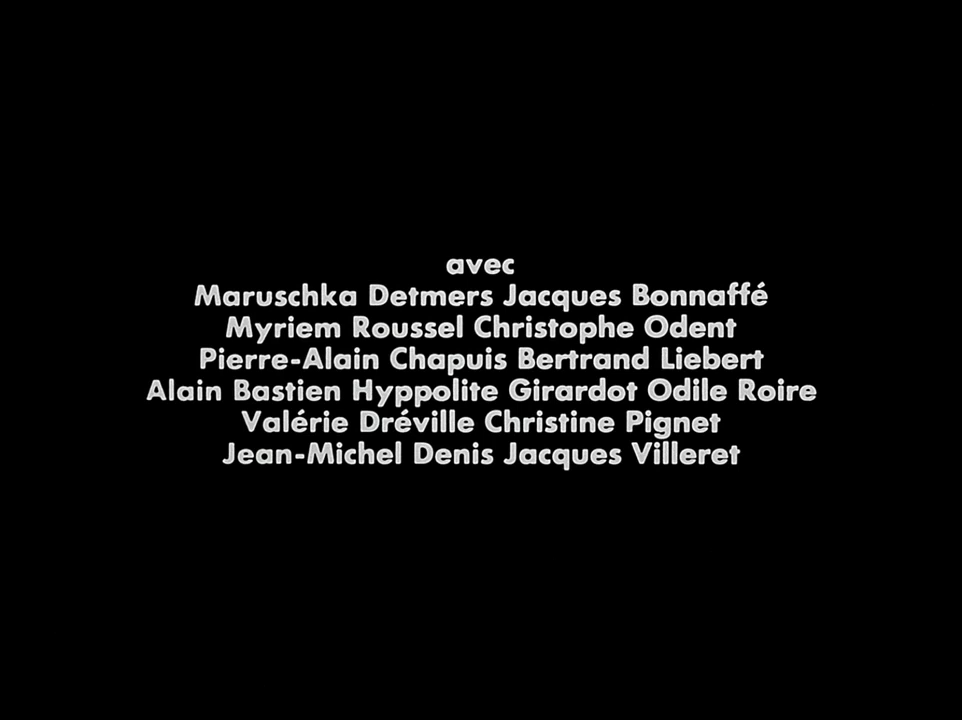 avec
Maruschka Detmers Jacques Bonnaffé
Myriem Roussel Christophe Odent
Pierre-Alain Chapuis Bertrand Liebert
Alain Bastien Hyppolite Girardot Odile Roire
Valérie Dréville Christine Pignet
Jean-Michel Denis Jacques Villeret